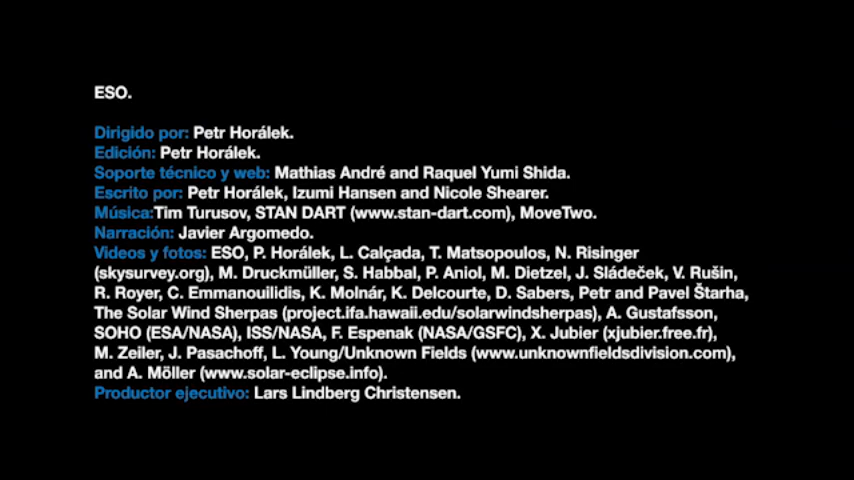 ESO.
Dirigido por: Petr Horálek.
Edición: Petr Horálek.
Soporte técnico y web: Mathias André and Raquel Yumi Shida.
Escrito por: Petr Horálek, Izumi Hansen and Nicole Shearer.
Música:Tim Turusov, STAN DART (www.stan-dart.com), MoveTwo.
Narración: Javier Argomedo.
Videos y fotos: ESO, P. Horálek, L. Calçada, T. Matsopoulos, N. Risinger
(skysurvey.org), M. Druckmüller, S. Habbal, P. Aniol, M. Dietzel, J. Sládeček, V. Rušin,
R. Royer, C. Emmanouilidis, K. Molnár, K. Delcourte, D. Sabers, Petr and Pavel Štarha,
The Solar Wind Sherpas (project.ifa.hawaii.edu/solarwindsherpas), A. Gustafsson,
SOHO (ESA/NASA), ISS/NASA, F. Espenak (NASA/GSFC), X. Jubier (xjubier.free.fr),
M. Zeiler, J. Pasachoff, L. Young/Unknown Fields (www.unknownfieldsdivision.com),
and A. Möller (www.solar-eclipse.info).
Productor ejecutivo: Lars Lindberg Christensen.